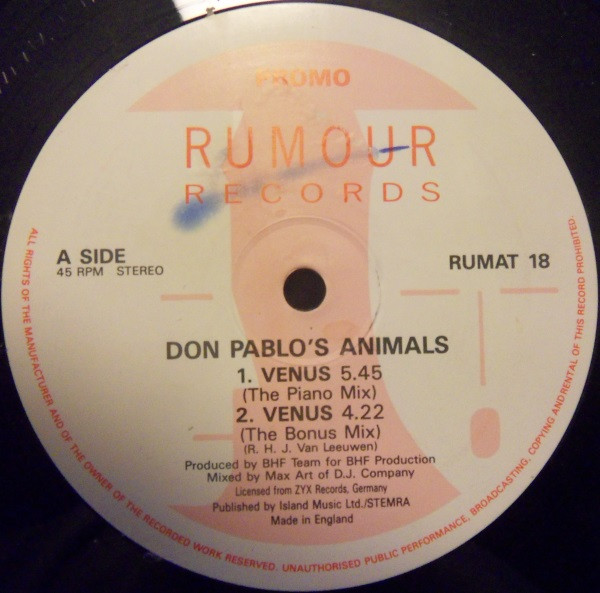 PROMO
RUMOUR
RECORDS
A SIDE
45 RPM STEREO
RUMAT 18
DON PABLO'S ANIMALS
1. VENUS 5.45
(The Piano Mix)
2. VENUS 4.22
(The Bonus Mix)
(R. H. J. Van Leeuwen)
Produced by BHF Team for BHF Production
Mixed by Max Art of D.J. Company
Licensed from ZYX Records, Germany
Published by Island Music Ltd./STEMRA
Made in England
ALL RIGHTS OF THE MANUFACTURER AND OF THE OWNER OF THE RECORDED WORK RESERVED. UNAUTHORISED PUBLIC PERFORMANCE, BROADCASTING, COPYING AND RENTAL OF THIS RECORD PROHIBITED.